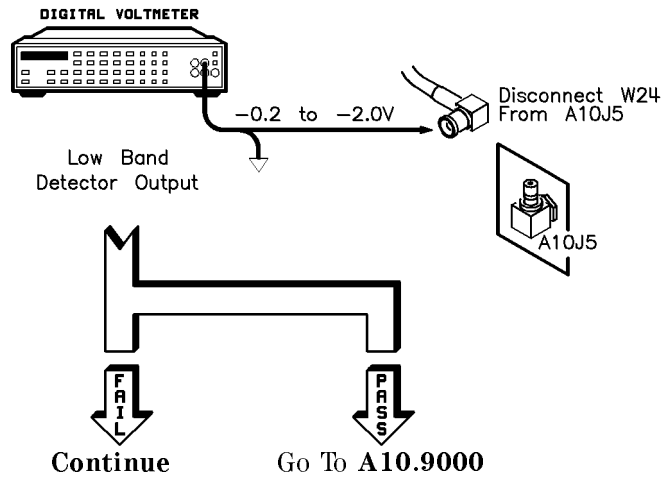 DIGITAL VOLTMETER
-0.2 to -2.0V
Disconnect W24
From A10J5
Low Band
Detector Output
A10J5
FAIL
PASS
Continue
Go To A10.9000